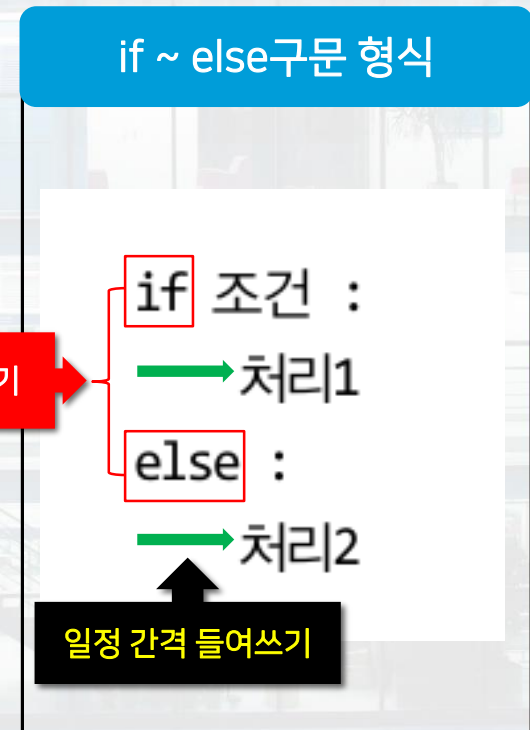 if ~ else구문 형식
if 조건 :
처리1
기
else :
처리2
일정 간격 들여쓰기